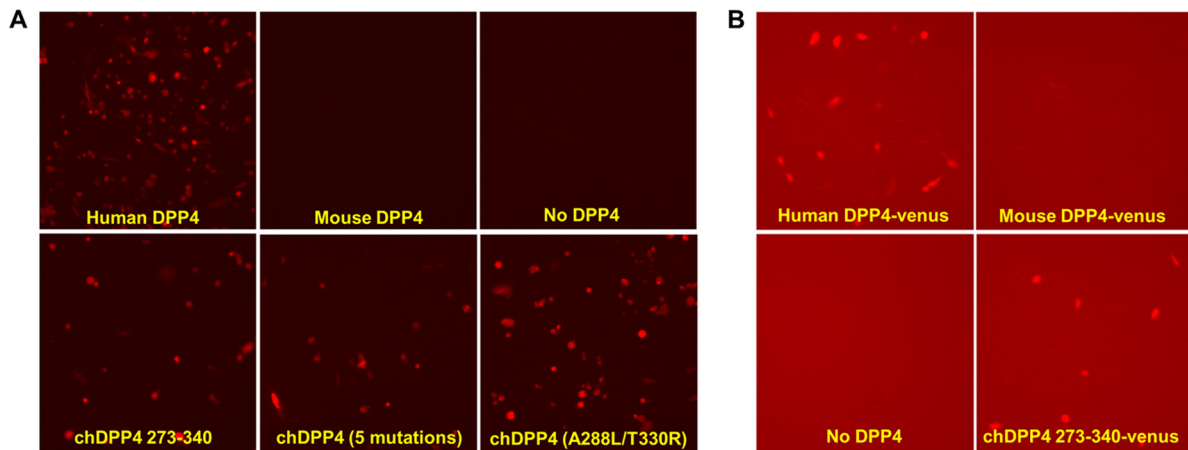 A
B
Human DPP4
Mouse DPP4
No DPP4
Human DPP4-venus
Mouse DPP4-venus
chDPP4 273-340
chDPP4 (5 mutations)
chDPP4 (A288L/T330R)
No DPP4
chDPP4 273-340-venus